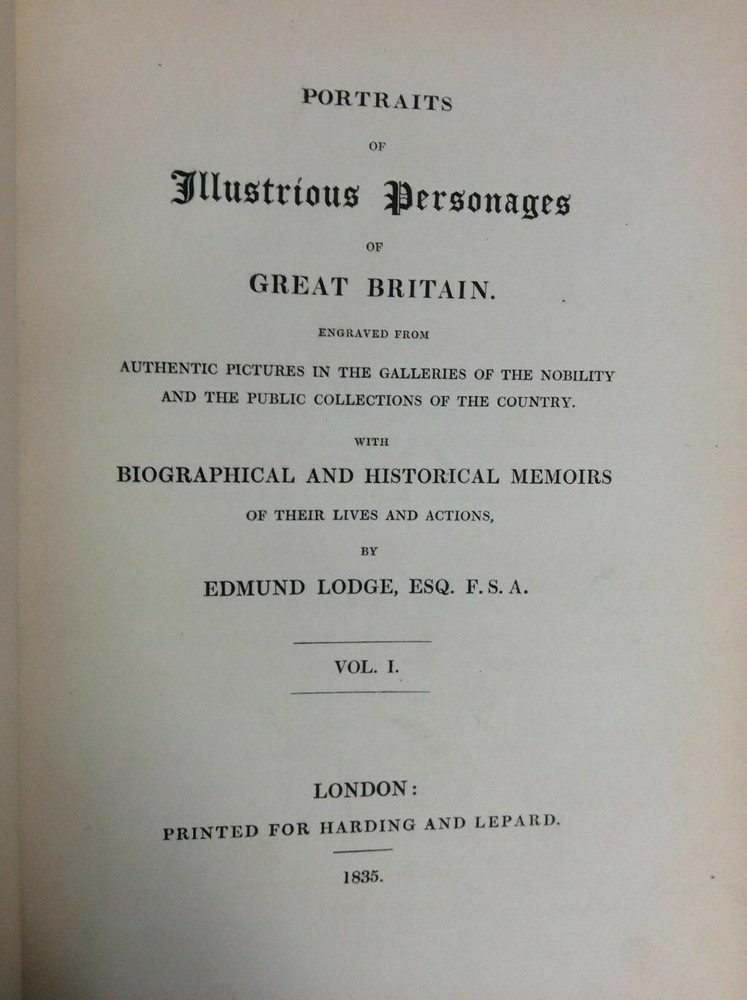 PORTRAITS
OF
Illustrious Personages
OF
GREAT BRITAIN.
ENGRAVED FROM
AUTHENTIC PICTURES IN THE GALLERIES OF THE NOBILITY
AND THE PUBLIC COLLECTIONS OF THE COUNTRY.
WITH
BIOGRAPHICAL AND HISTORICAL MEMOIRS
OF THEIR LIVES AND ACTIONS,
BY
EDMUND LODGE, ESQ. F. S. A.
VOL. I.
LONDON:
PRINTED FOR HARDING AND LEPARD.
1835.